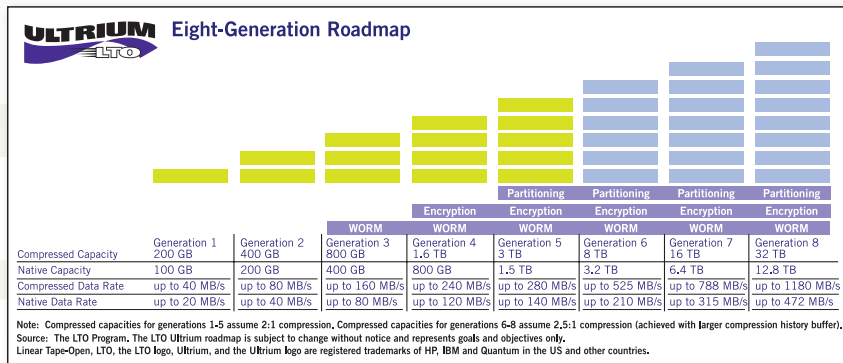 ULTRIUM
LTO
Eight-Generation Roadmap
Partitioning Partitioning Partitioning Partitioning
Encryption Encryption Encryption Encryption Encryption
WORM WORM WORM WORM WORM WORM
Generation 1 Generation 2 Generation 3 Generation 4 Generation 5 Generation 6 Generation 7 Generation 8
Compressed Capacity 200 GB 400 GB 800 GB 1.6 TB 3 TB 8 TB 16 TB 32 TB
Native Capacity 100 GB 200 GB 400 GB 800 GB 1.5 TB 3.2 TB 6.4 TB 12.8 TB
Compressed Data Rate up to 40 MB/s up to 80 MB/s up to 160 MB/s up to 240 MB/s up to 280 MB/s up to 525 MB/s up to 788 MB/s up to 1180 MB/s
Native Data Rate up to 20 MB/s up to 40 MB/s up to 80 MB/s up to 120 MB/s up to 140 MB/s up to 210 MB/s up to 315 MB/s up to 472 MB/s
Note: Compressed capacities for generations 1-5 assume 2:1 compression. Compressed capacities for generations 6-8 assume 2.5:1 compression (achieved with larger compression history buffer).
Source: The LTO Program. The LTO Ultrium roadmap is subject to change without notice and represents goals and objectives only.
Linear Tape-Open, LTO, the LTO logo, Ultrium, and the Ultrium logo are registered trademarks of HP, IBM and Quantum in the US and other countries.